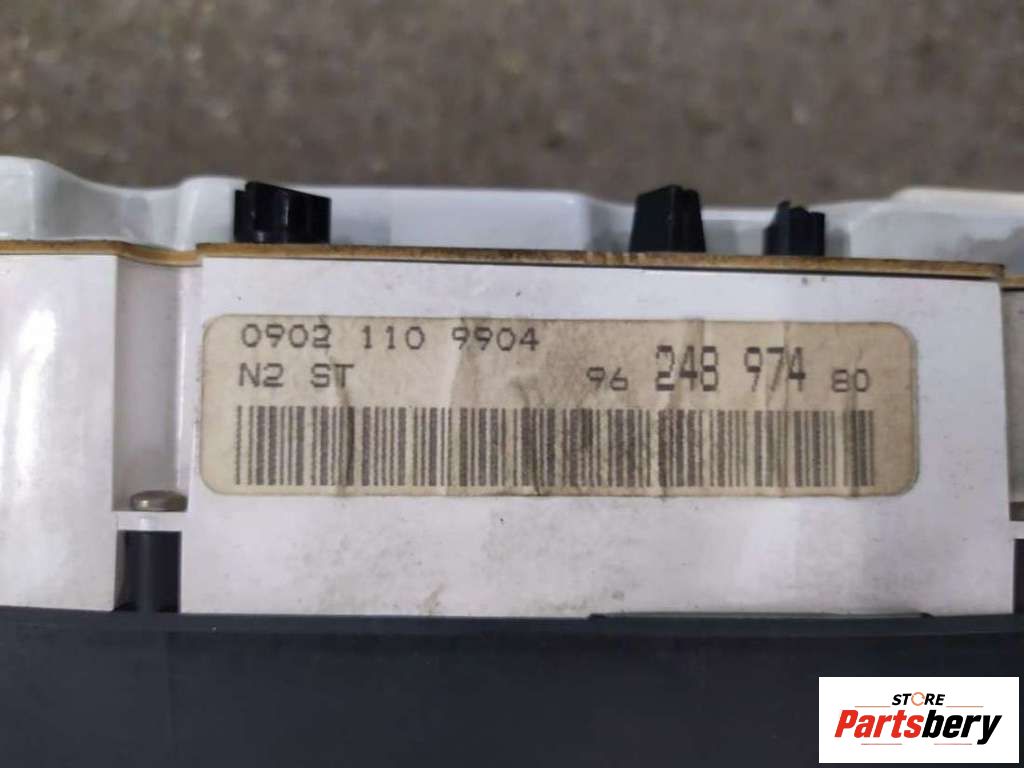 0902 110 9904
N2 ST 96 248 974 80
STORE
Partsbery